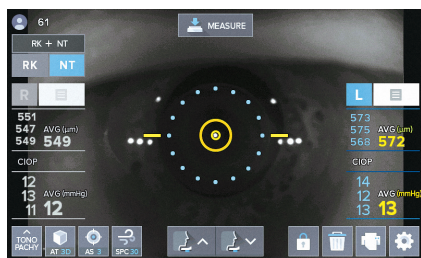 61
MEASURE
RK + NT
RK NT
R
L
551
547 AVG (μm)
549 549
573
575 AVG (μm)
568 572
CIOP
CIOP
12
13 AVG (mmHg)
11 12
14
12 AVG (mmHg)
13 13
TONO
PACHY
AT 3D
AS 3
SPC 30